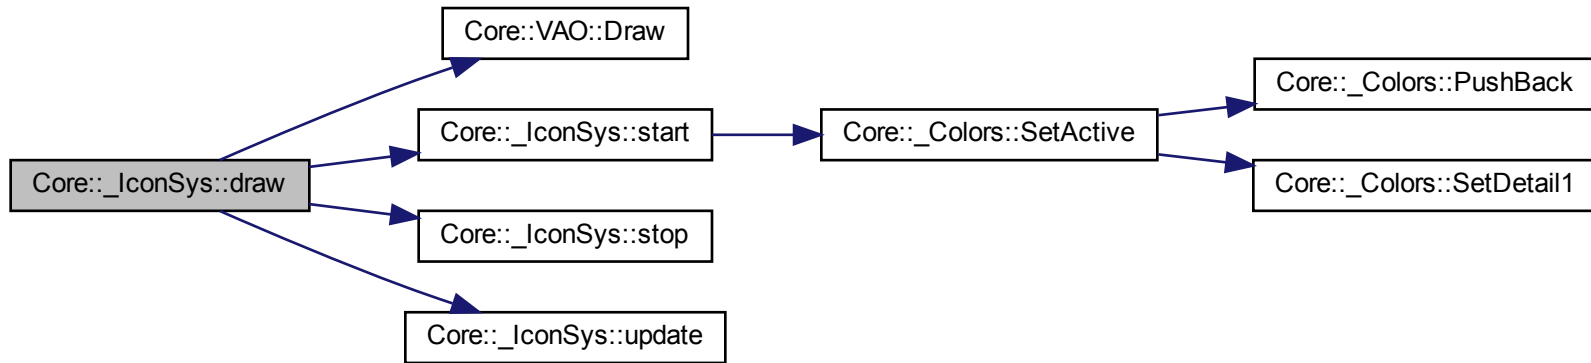 Core::VAO::Draw
Core::_IconSys::start
Core::_Colors::SetActive
Core::_Colors::PushBack
Core::_IconSys::draw
Core::_Colors::SetDetail1
Core::_IconSys::stop
Core::_IconSys::update